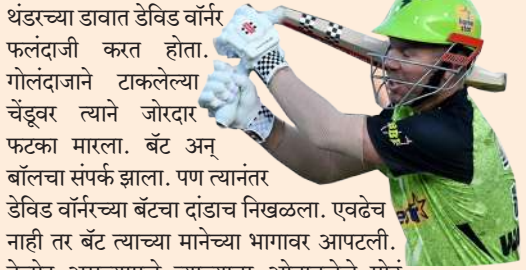 थंडरच्या डावात डेविड वॉर्नर
फलंदाजी करत होता.
गोलंदाजाने टाकलेल्या
चेंडूवर त्याने जोरदार
फटका मारला. बॅट अन्
बॉलचा संपर्क झाला. पण त्यानंतर
डेविड वॉर्नरच्या बॅटचा दांडाच निखळला. एवढेच
नाही तर बॅट त्याच्या मानेच्या भागावर आपटली.